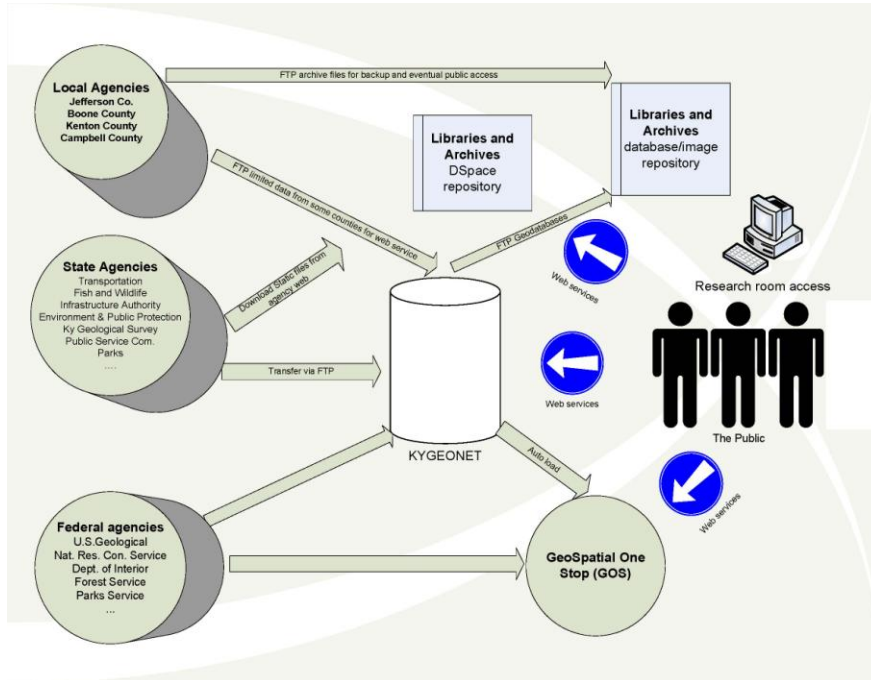 FTP archive files for backup and eventual public access
Local Agencies
Jefferson Co.
Boone County
Kenton County
Campbell County
Libraries and
Archives
DSpace
repository
Libraries and
Archives
database/image
repository
FTP limited data from some counties for web service
FTP Geodatabases
Web services
Research room access
State Agencies
Transportation
Fish and Wildlife
Infrastructure Authority
Environment & Public Protection
Ky Geological Survey
Public Service Com.
Parks
....
Download Static files from
agency web
Transfer via FTP
Web services
The Public
KYGEONET
Auto load
Web services
Federal agencies
U.S.Geological
Nat. Res. Con. Service
Dept. of Interior
Forest Service
Parks Service
...
GeoSpatial One
Stop (GOS)